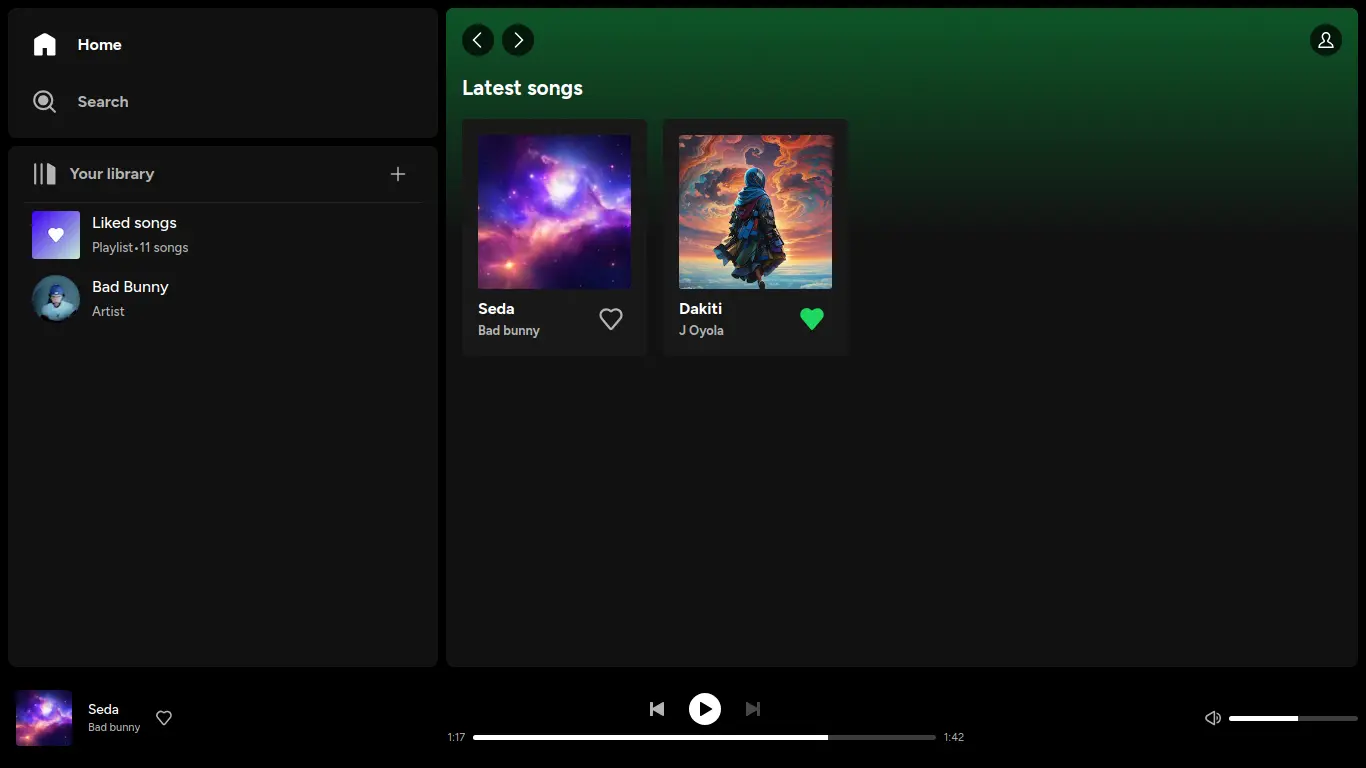 Home
Search
Your library
Liked songs
Playlist•11 songs
Bad Bunny
Artist
Latest songs
Seda
Bad bunny
Dakiti
J Oyola
Seda
Bad bunny
1:17
1:42